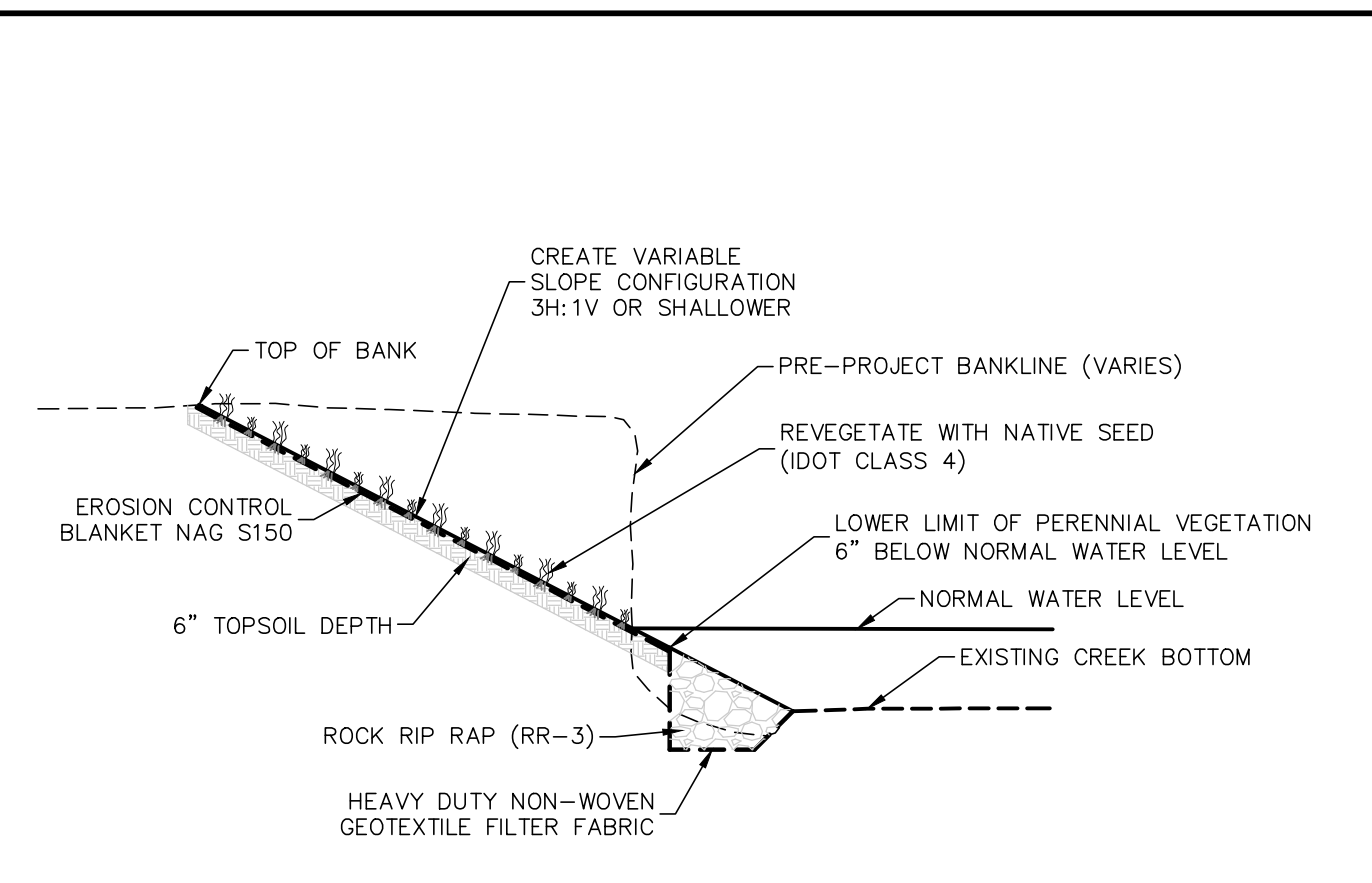 CREATE VARIABLE
SLOPE CONFIGURATION
3H:1V OR SHALLOWER
TOP OF BANK
PRE-PROJECT BANKLINE (VARIES)
REVEGETATE WITH NATIVE SEED
(IDOT CLASS 4)
EROSION CONTROL
BLANKET NAG S150
LOWER LIMIT OF PERENNIAL VEGETATION
6" BELOW NORMAL WATER LEVEL
NORMAL WATER LEVEL
6" TOPSOIL DEPTH
EXISTING CREEK BOTTOM
ROCK RIP RAP (RR-3)
HEAVY DUTY NON-WOVEN
GEOTEXTILE FILTER FABRIC